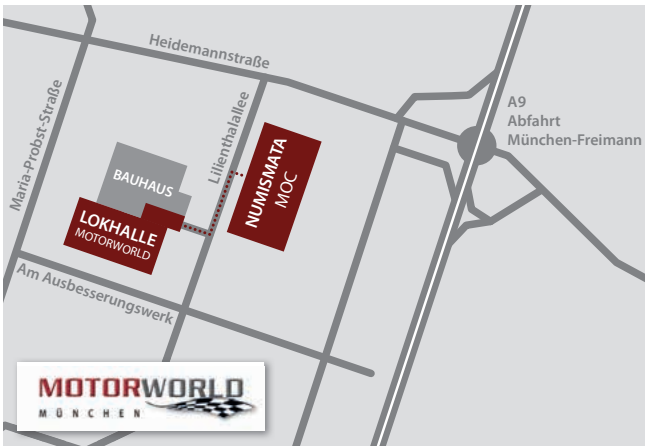 Heidemannstraße
Maria-Probst-Straße
Lilienthalallee
A9
Abfahrt
München-Freimann
BAUHAUS
NUMISMATA
MOC
LOKHALLE
MOTORWORLD
Am Ausbesserungswerk
MOTORWORLD
MÜNCHEN